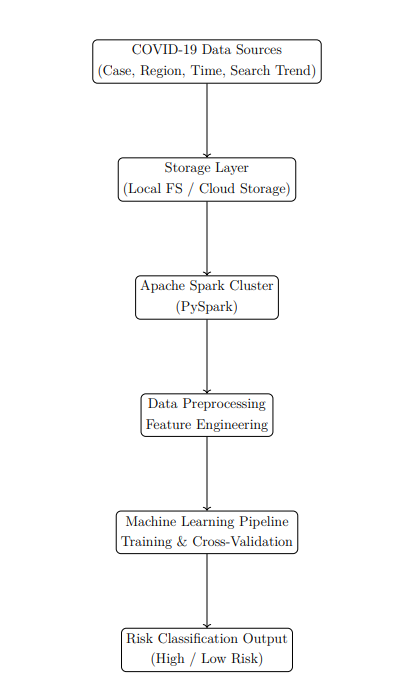 COVID-19 Data Sources
(Case, Region, Time, Search Trend)
Storage Layer
(Local FS / Cloud Storage)
Apache Spark Cluster
(PySpark)
Data Preprocessing
Feature Engineering
Machine Learning Pipeline
Training & Cross-Validation
Risk Classification Output
(High / Low Risk)